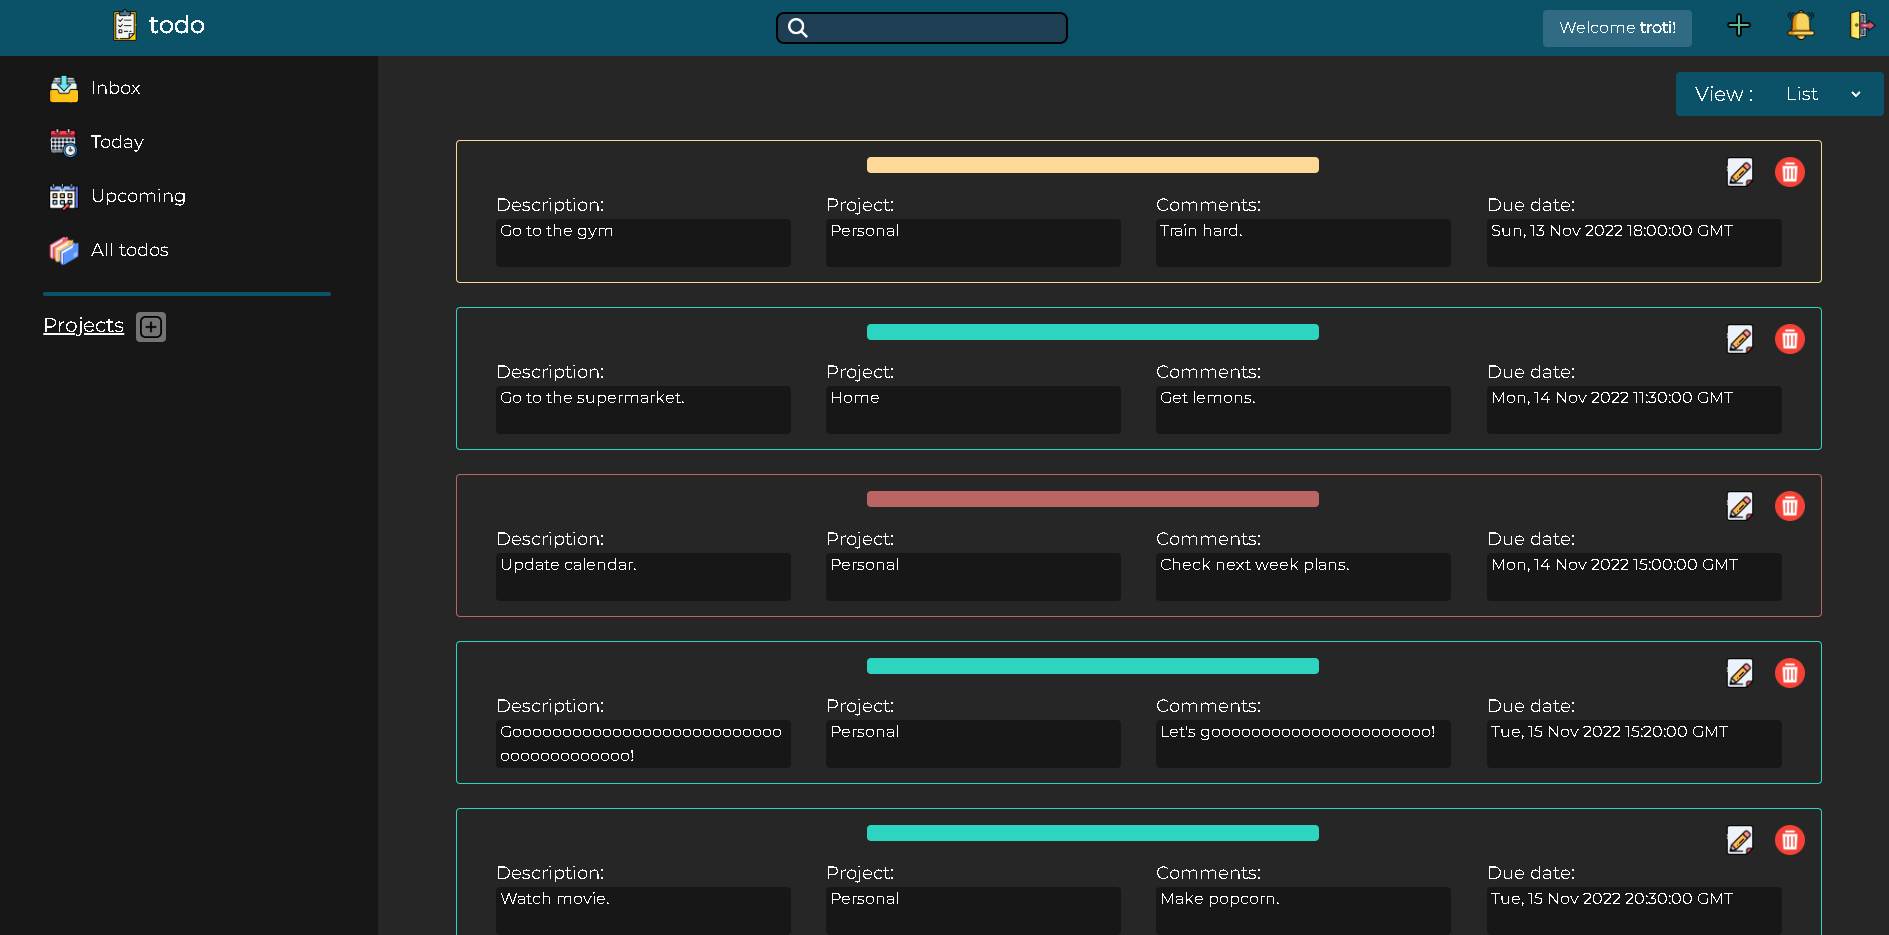 todo
Welcome troti!
Inbox
Today
Upcoming
All todos
Projects
View : List
Description: Project: Comments: Due date:
Go to the gym Personal Train hard. Sun, 13 Nov 2022 18:00:00 GMT
Description: Project: Comments: Due date:
Go to the supermarket. Home Get lemons. Mon, 14 Nov 2022 11:30:00 GMT
Description: Project: Comments: Due date:
Update calendar. Personal Check next week plans. Mon, 14 Nov 2022 15:00:00 GMT
Description: Project: Comments: Due date:
Gooooooooooooooooooooooooooo Personal Let's goooooooooooooooooooooo! Tue, 15 Nov 2022 15:20:00 GMT
ooooooooooooo!
Description: Project: Comments: Due date:
Watch movie. Personal Make popcorn. Tue, 15 Nov 2022 20:30:00 GMT